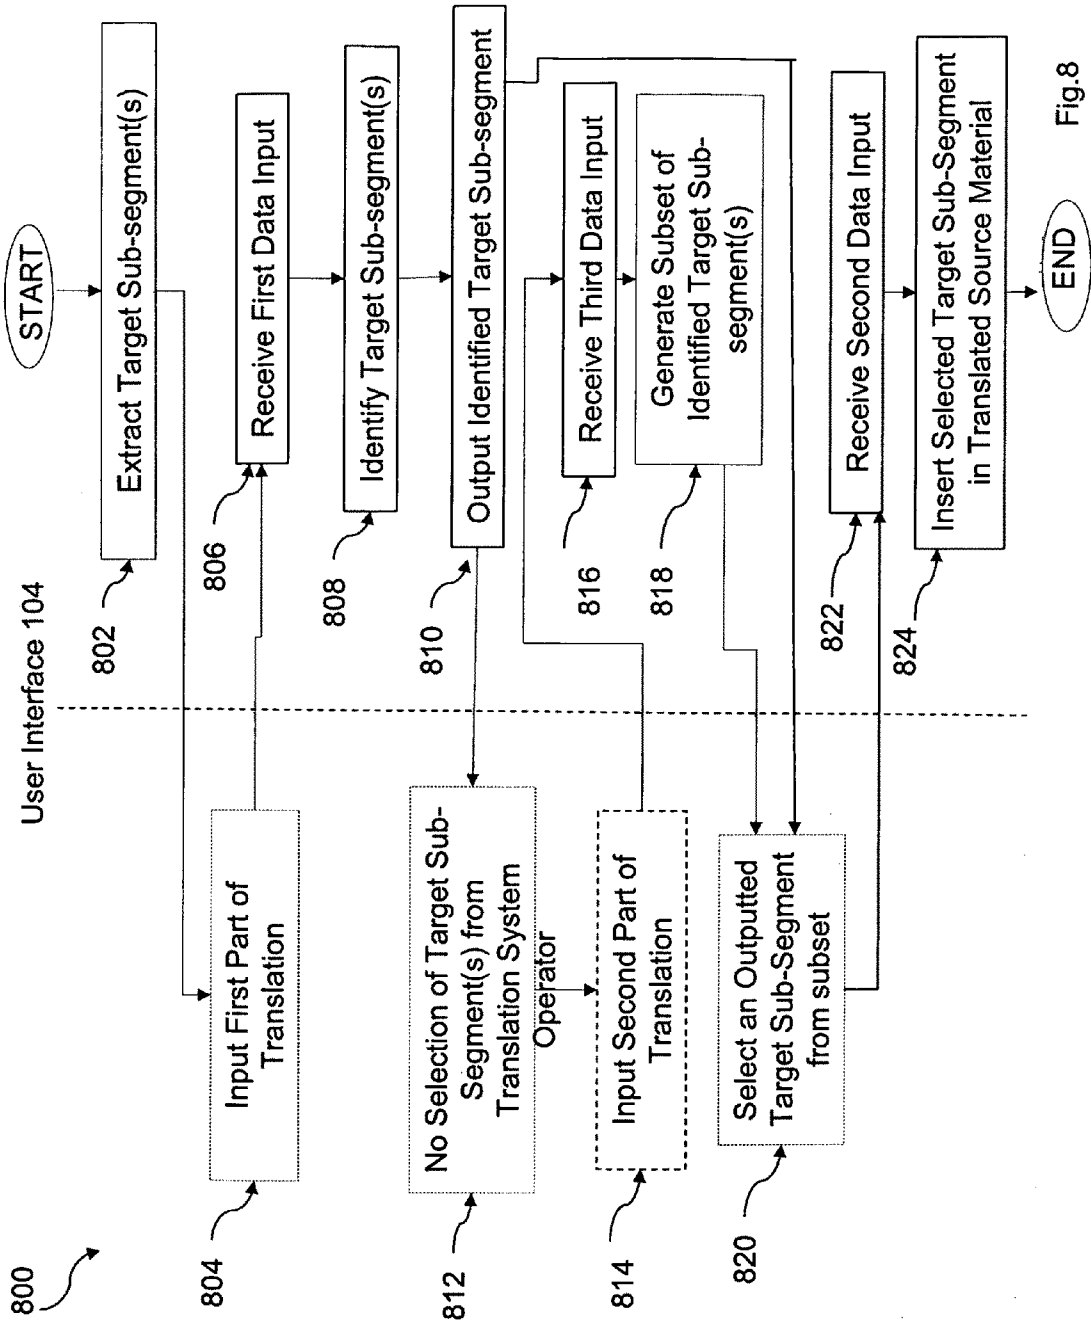 800
User Interface 104
START
802
Extract Target Sub-segment(s)
804
Input First Part of
Translation
806
Receive First Data Input
808
Identify Target Sub-segment(s)
810
Output Identified Target Sub-segment
812
No Selection of Target Sub-
Segment(s) from
Translation System
Operator
814
Input Second Part of
Translation
816
Receive Third Data Input
818
Generate Subset of
Identified Target Sub-
segment(s)
820
Select an Outputted
Target Sub-Segment
from subset
822
Receive Second Data Input
824
Insert Selected Target Sub-Segment
in Translated Source Material
END
Fig.8